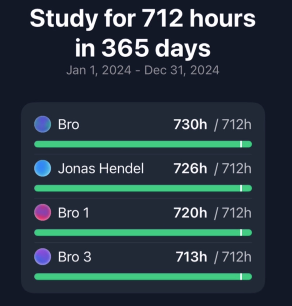 Study for 712 hours
in 365 days
Jan 1, 2024 - Dec 31, 2024
Bro 730h / 712h
Jonas Hendel 726h / 712h
Bro 1 720h / 712h
Bro 3 713h / 712h